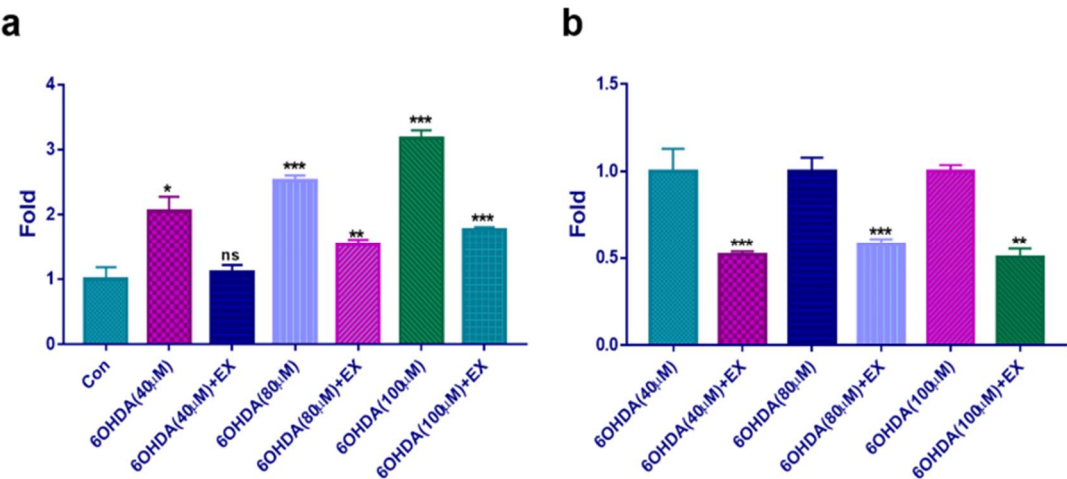 a
b
4
3
2
1
0
Fold
*
ns
***
**
***
***
Con
6OHDA(40μM)
6OHDA(40μM)+EX
6OHDA(80μM)
6OHDA(80μM)+EX
6OHDA(100μM)
6OHDA(100μM)+EX
1.5
1.0
0.5
0.0
Fold
***
***
**
6OHDA(40μM)
6OHDA(40μM)+EX
6OHDA(80μM)
6OHDA(80μM)+EX
6OHDA(100μM)
6OHDA(100μM)+EX